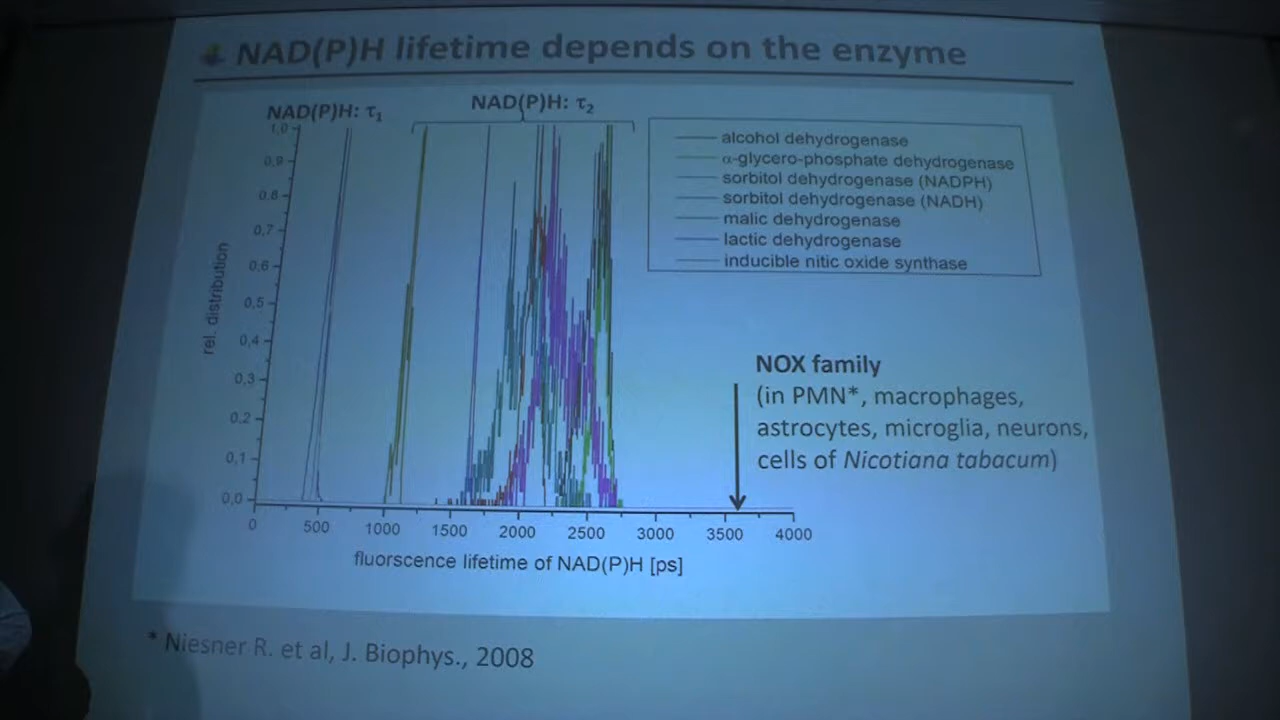 NAD(P)H lifetime depends on the enzyme
NAD(P)H: τ1
NAD(P)H: τ2
alcohol dehydrogenase
α-glycero-phosphate dehydrogenase
sorbitol dehydrogenase (NADPH)
sorbitol dehydrogenase (NADH)
malic dehydrogenase
lactic dehydrogenase
inducible nitic oxide synthase
1,0
0,9
0,8
0,7
0,6
0,5
0,4
0,3
0,2
0,1
0,0
rel. distribution
NOX family
(in PMN*, macrophages,
astrocytes, microglia, neurons,
cells of Nicotiana tabacum)
0 500 1000 1500 2000 2500 3000 3500 4000
fluorscence lifetime of NAD(P)H [ps]
* Niesner R. et al, J. Biophys., 2008